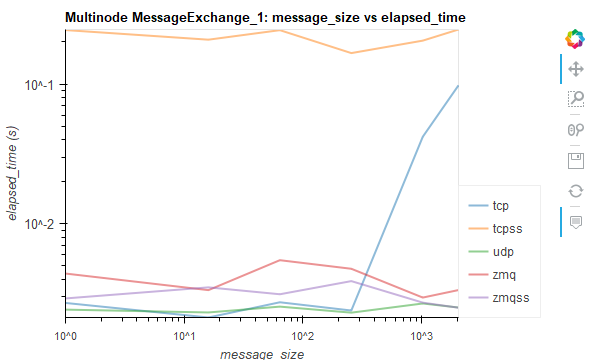 Multinode MessageExchange_1: message_size vs elapsed_time
10^-1
10^-2
elapsed_time (s)
10^0
10^1
10^2
10^3
message_size
tcp
tcpss
udp
zmq
zmqss